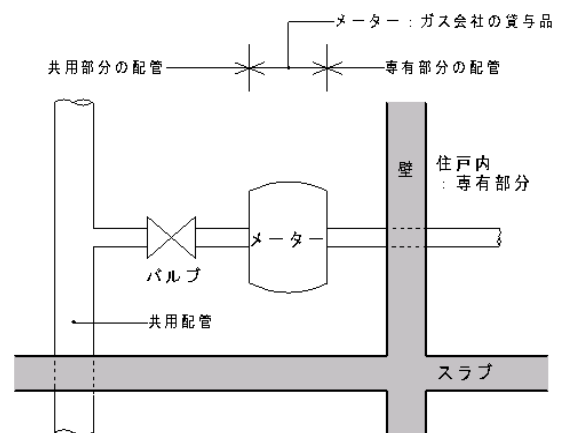 メーター：ガス会社の貸与品
共用部分の配管
専有部分の配管
壁
住戸内
：専有部分
メーター
バルブ
共用配管
スラブ